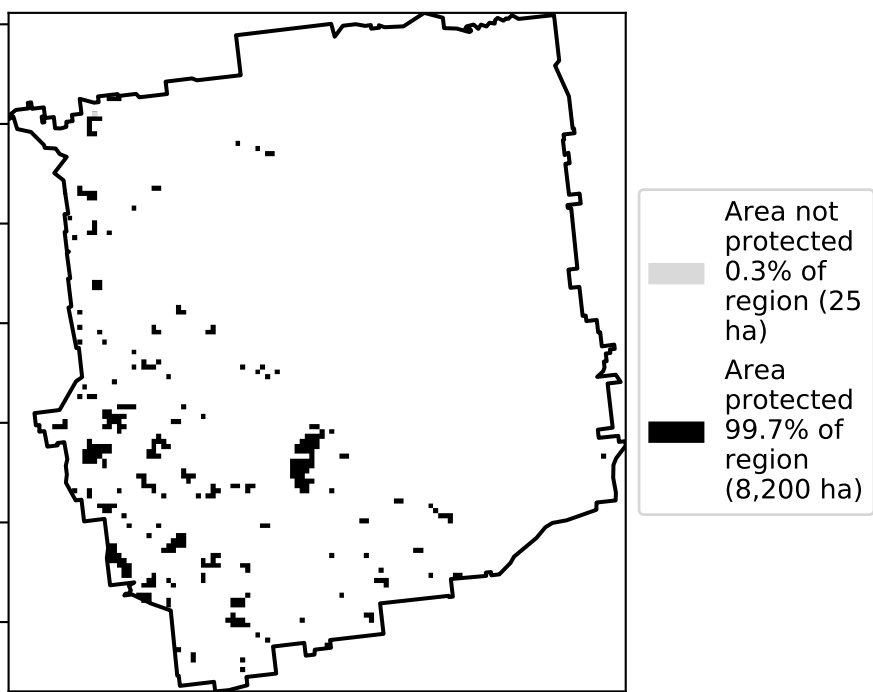 Area not
protected
0.3% of
region (25
ha)
Area
protected
99.7% of
region
(8,200 ha)